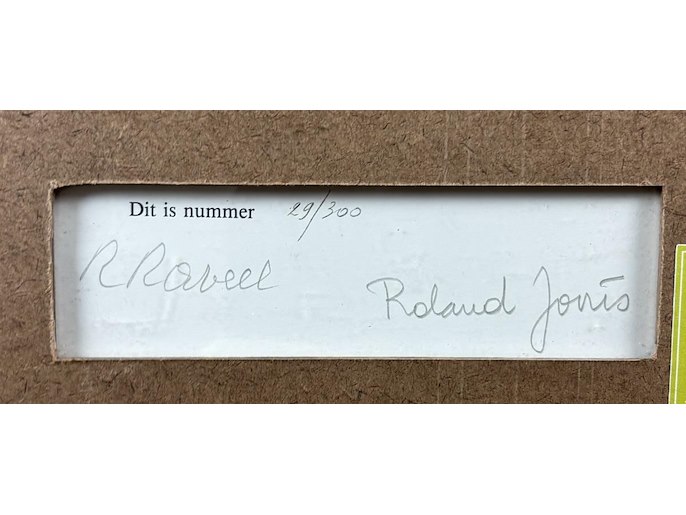 Dit is nummer 29/300
R Raveel
Roland Jooris